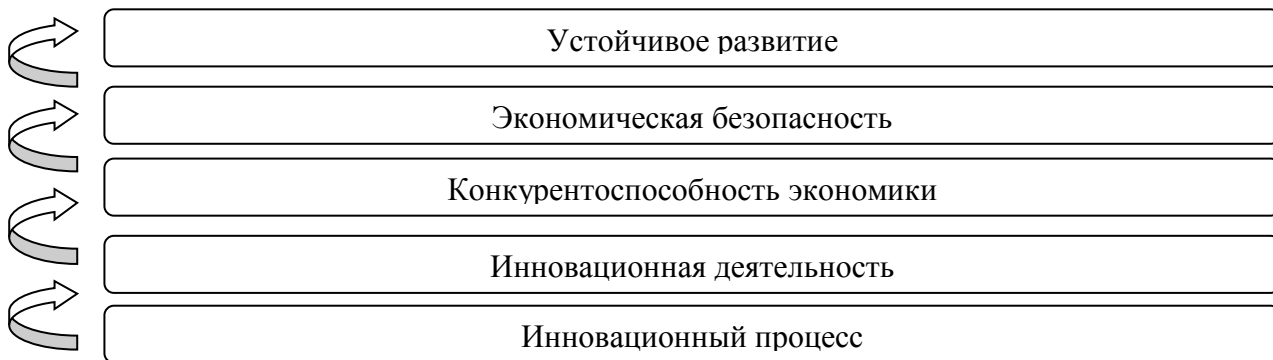 Устойчивое развитие
Экономическая безопасность
Конкурентоспособность экономики
Инновационная деятельность
Инновационный процесс